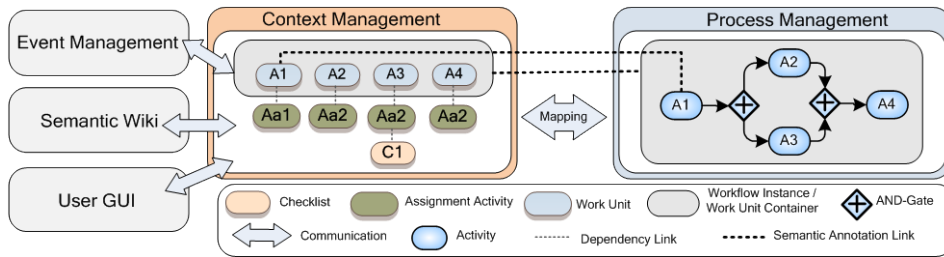 Context Management
Process Management
Event Management
Semantic Wiki
User GUI
A1 A2 A3 A4
Aa1 Aa2 Aa2 Aa2
C1
Mapping
A1
A2
A3
A4
Checklist
Assignment Activity
Work Unit
Workflow Instance /
Work Unit Container
AND-Gate
Communication
Activity
Dependency Link
Semantic Annotation Link